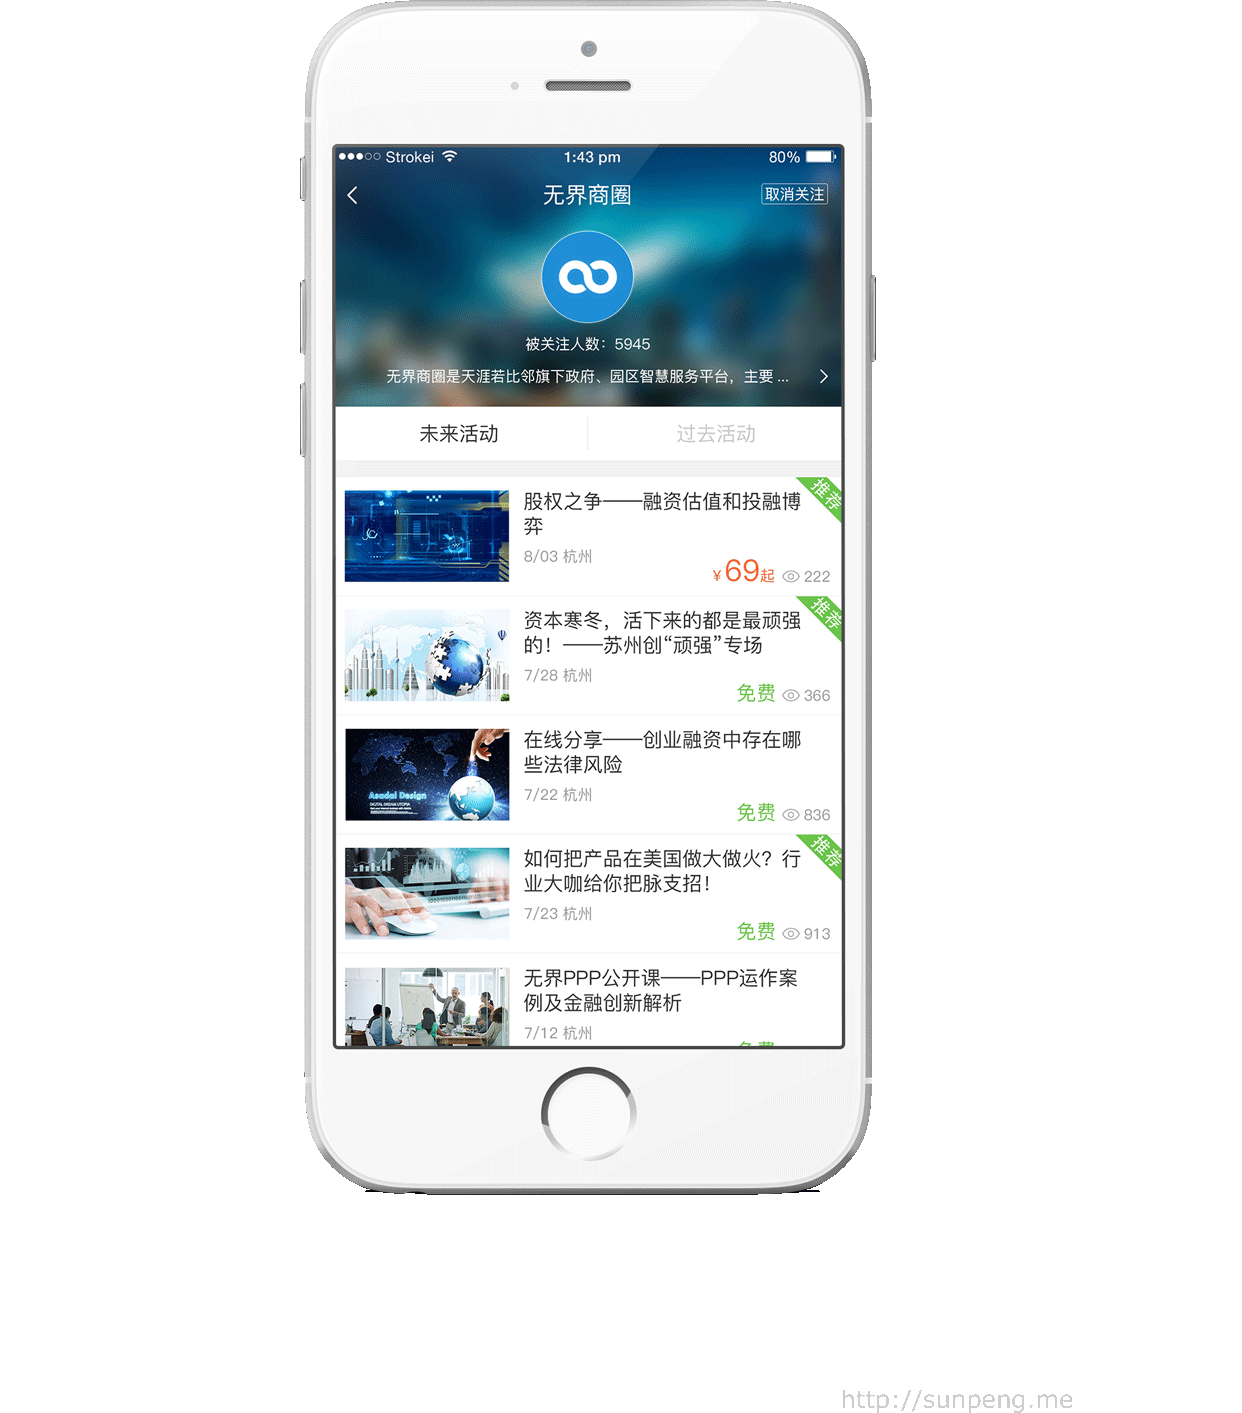 Strokei
1:43 pm
80%
无界商圈
取消关注
被关注人数：5945
无界商圈是天涯若比邻旗下政府、园区智慧服务平台，主要 ...
未来活动
过去活动
推荐
股权之争——融资估值和投融博
弈
8/03 杭州
¥69起
222
推荐
资本寒冬，活下来的都是最顽强
的！——苏州创“顽强”专场
7/28 杭州
免费
366
在线分享——创业融资中存在哪
些法律风险
Asadal Design
DIGITAL DREAM UTOPIA
7/22 杭州
免费
836
推荐
如何把产品在美国做大做火？行
业大咖给你把脉支招！
7/23 杭州
免费
913
无界PPP公开课——PPP运作案
例及金融创新解析
7/12 杭州
http://sunpeng.me